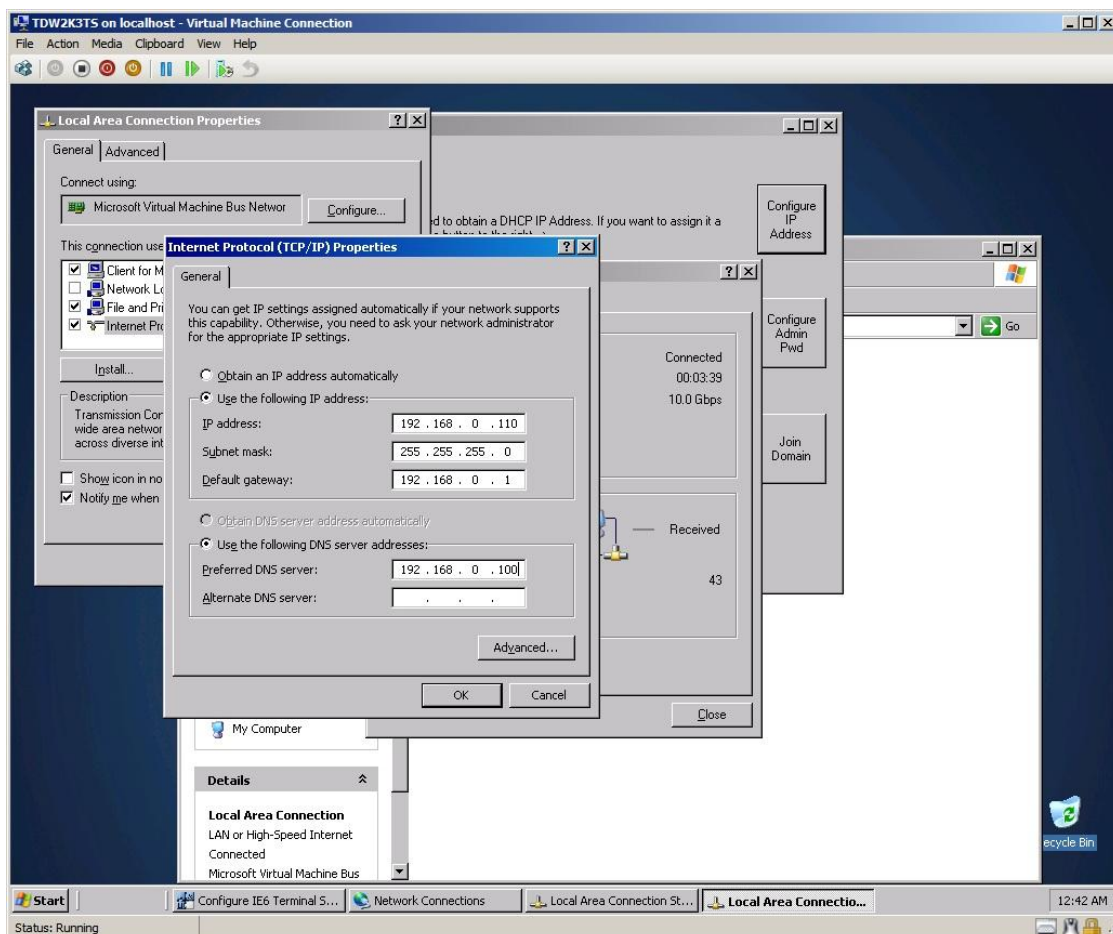 TDW2K3TS on localhost - Virtual Machine Connection
File Action Media Clipboard View Help
Local Area Connection Properties
General Advanced
Connect using:
Microsoft Virtual Machine Bus Networ
Configure...
This connection use
Client for M
Network Lo
File and Pri
Internet Pro
Install...
Description
Transmission Cor
wide area networ
across diverse int
Show icon in no
Notify me when
ed to obtain a DHCP IP Address. If you want to assign it a
Configure
IP
Address
Configure
Admin
Pwd
Join
Domain
Internet Protocol (TCP/IP) Properties
General
You can get IP settings assigned automatically if your network supports
this capability. Otherwise, you need to ask your network administrator
for the appropriate IP settings.
Obtain an IP address automatically
Use the following IP address:
IP address: 192 . 168 . 0 . 110
Subnet mask: 255 . 255 . 255 . 0
Default gateway: 192 . 168 . 0 . 1
Obtain DNS server address automatically
Use the following DNS server addresses:
Preferred DNS server: 192 . 168 . 0 . 100
Alternate DNS server: . . .
Advanced...
OK Cancel
Connected
00:03:39
10.0 Gbps
Received
43
Close
Go
My Computer
Details
Local Area Connection
LAN or High-Speed Internet
Connected
Microsoft Virtual Machine Bus
ecycle Bin
Start
Configure IE6 Terminal S...
Network Connections
Local Area Connection St...
Local Area Connectio...
12:42 AM
Status: Running